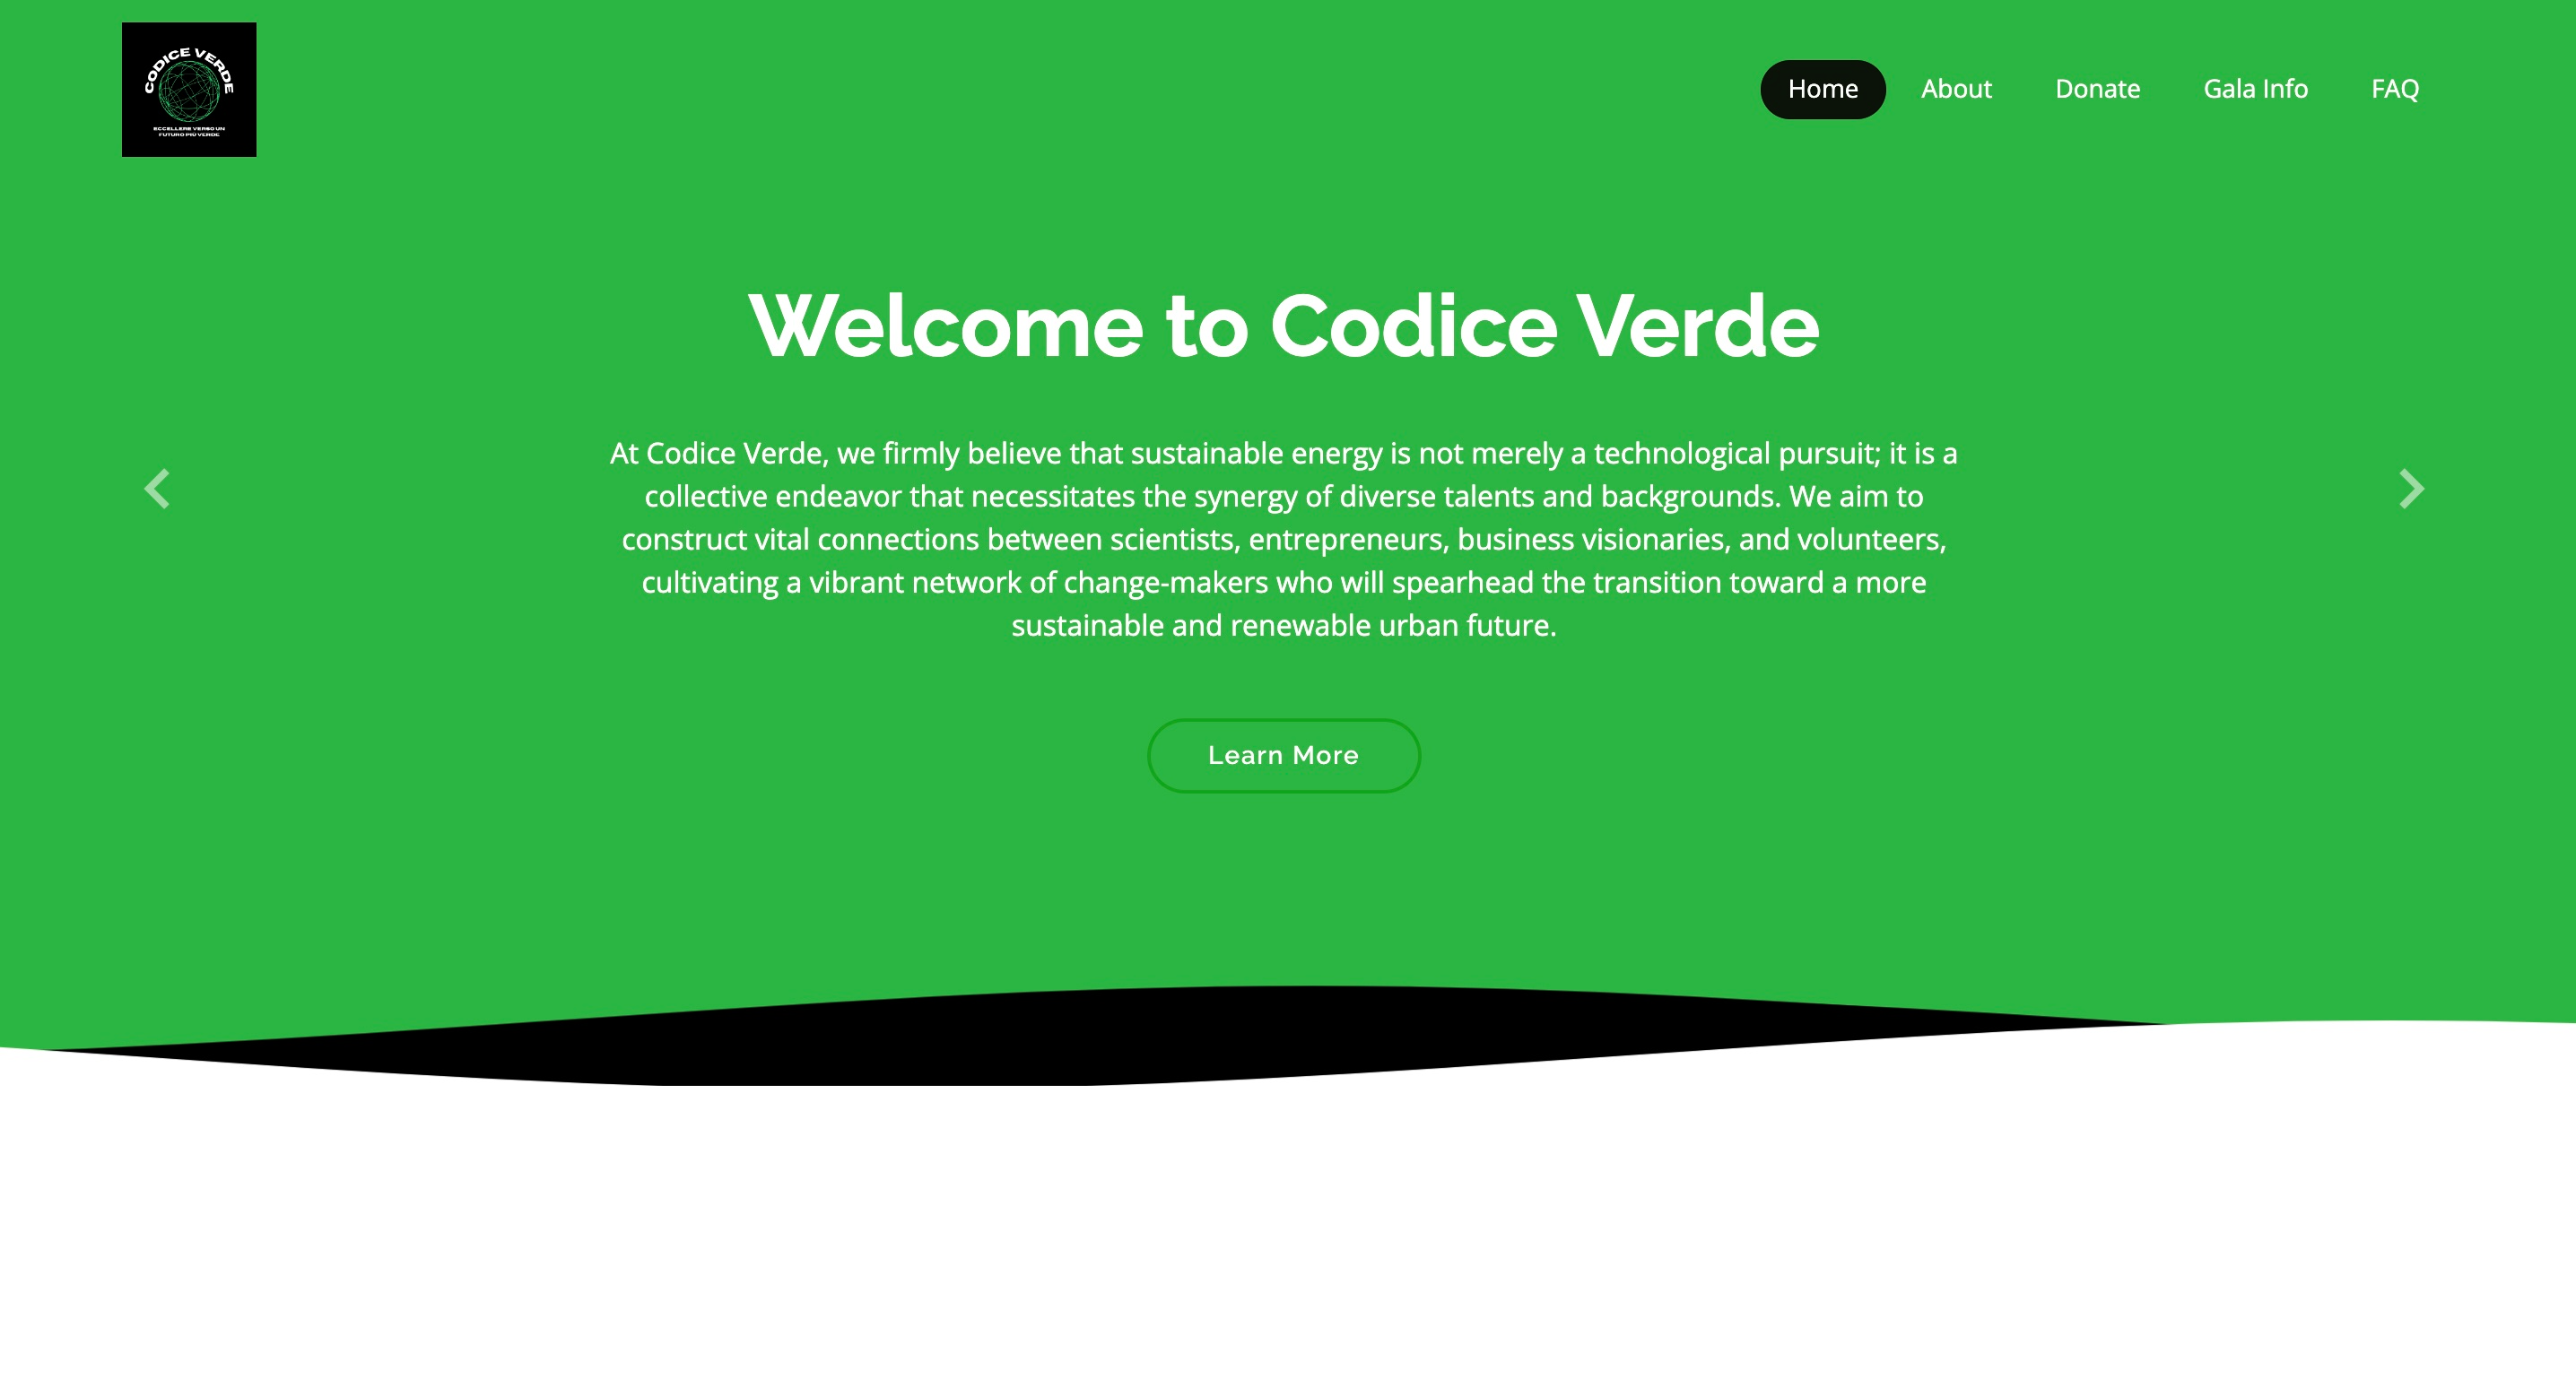 CODICE VERDE
ECCELLERE VERSO UN
FUTURO PIÙ VERDE
Home
About
Donate
Gala Info
FAQ
Welcome to Codice Verde
At Codice Verde, we firmly believe that sustainable energy is not merely a technological pursuit; it is a
collective endeavor that necessitates the synergy of diverse talents and backgrounds. We aim to
construct vital connections between scientists, entrepreneurs, business visionaries, and volunteers,
cultivating a vibrant network of change-makers who will spearhead the transition toward a more
sustainable and renewable urban future.
Learn More